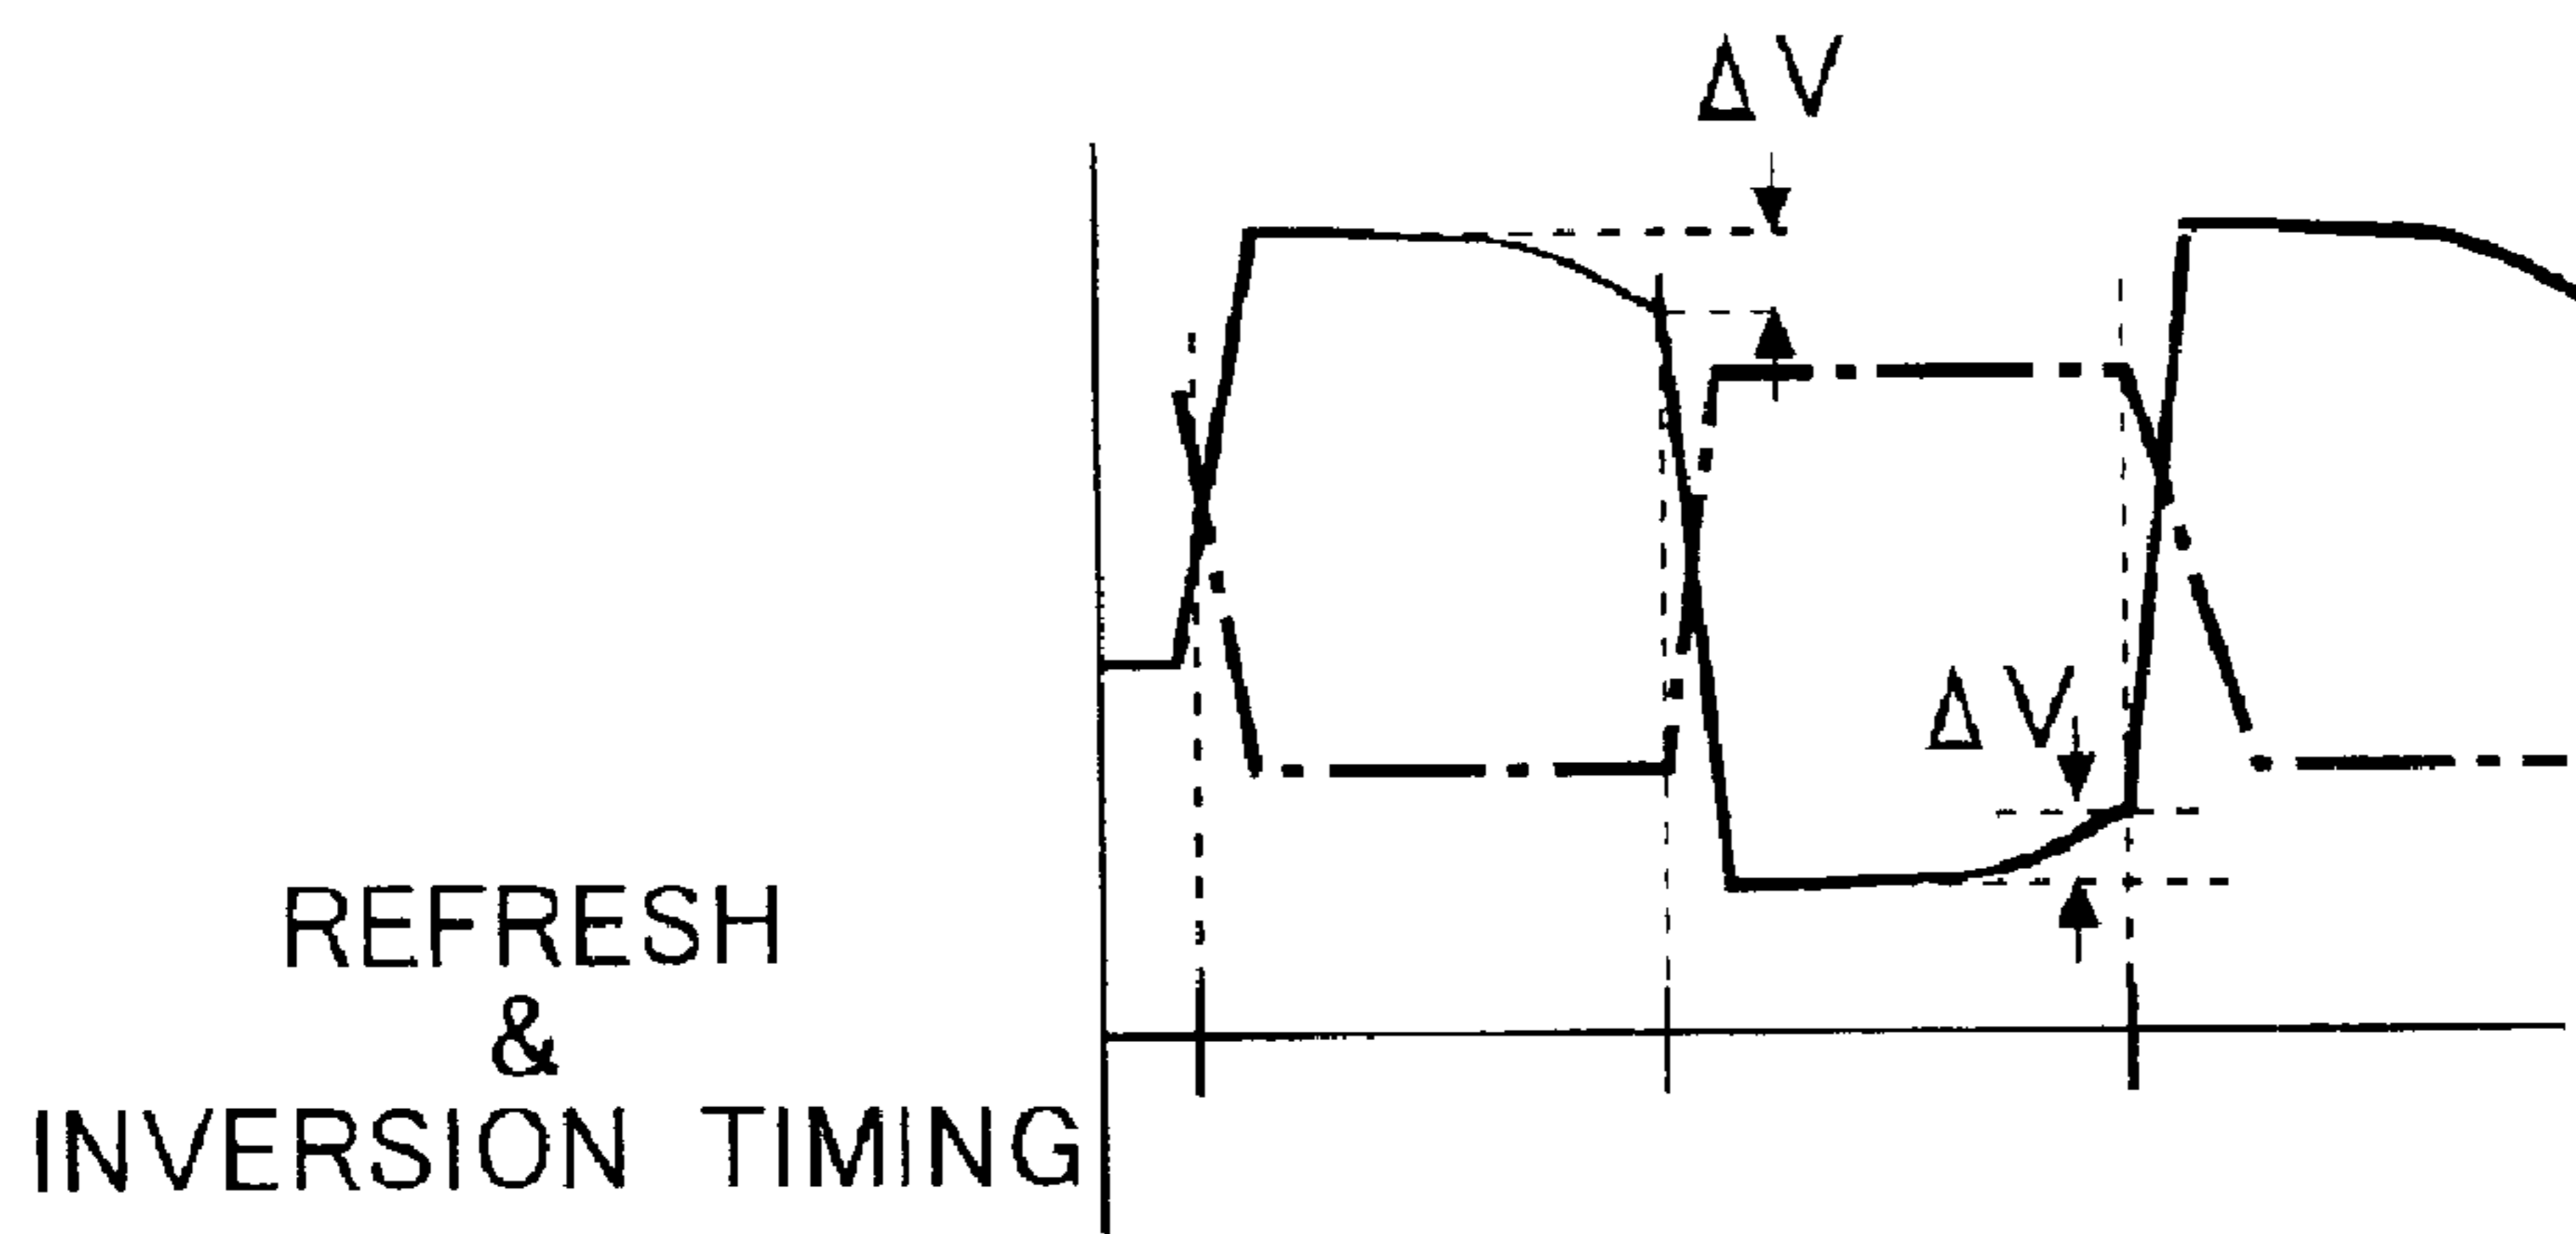 ΔV
ΔV
REFRESH
&
INVERSION TIMING